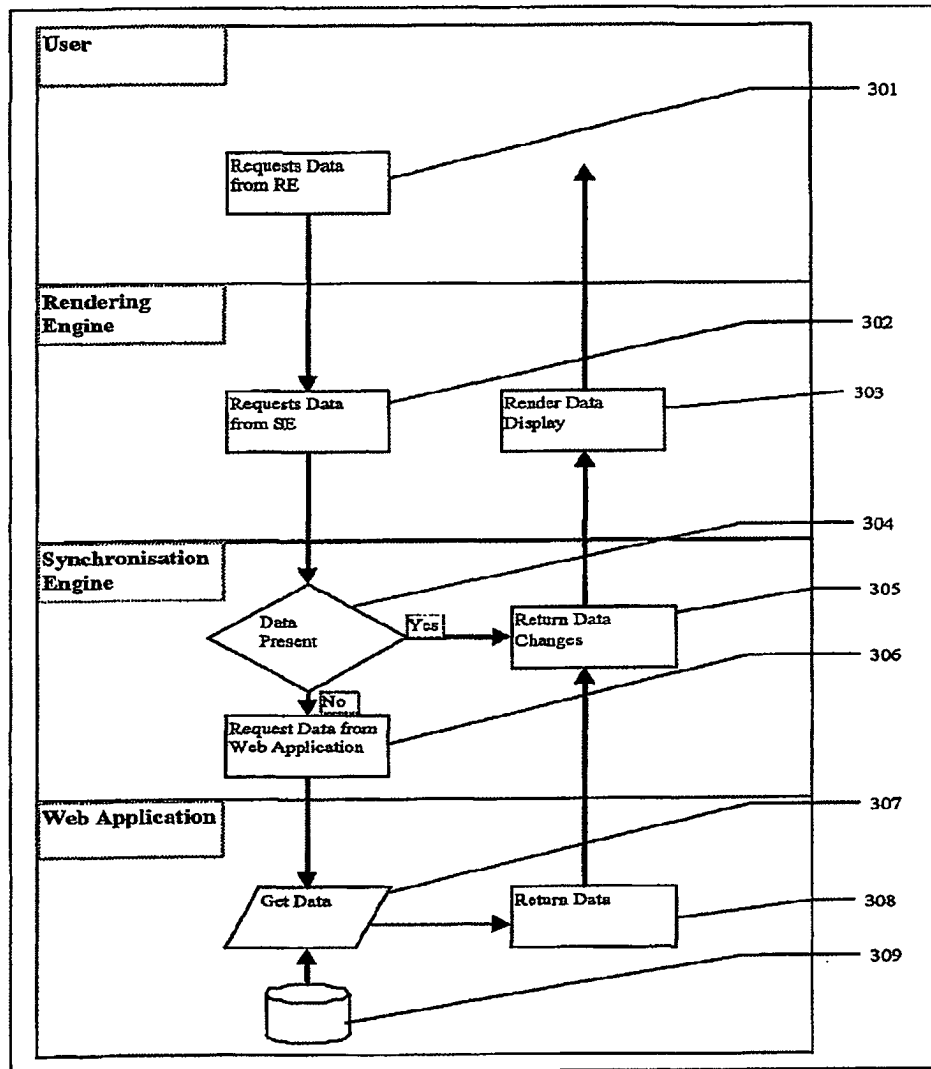 User
301
Requests Data
from RE
Rendering
Engine
302
Requests Data
from SE
Render Data
Display
303
304
Synchronisation
Engine
305
Data
Present
Yes
Return Data
Changes
306
No
Request Data from
Web Application
Web Application
307
Get Data
Return Data
308
309